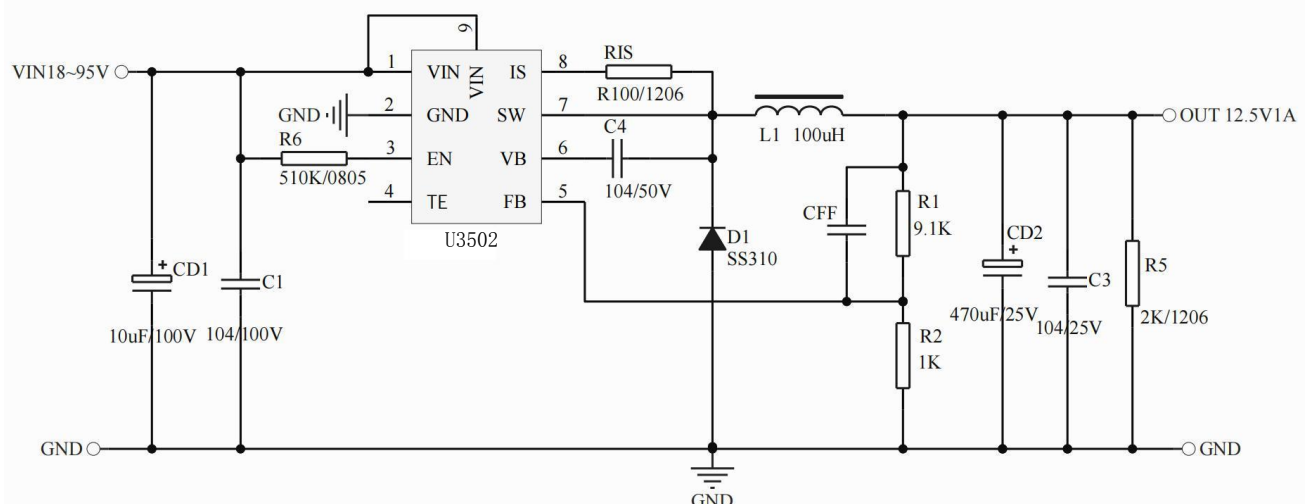 VIN18~95V
9
1
VIN
VIN
IS
8
RIS
R100/1206
GND
2
GND
SW
7
L1 100uH
OUT 12.5V1A
R6
510K/0805
3
EN
VB
6
C4
104/50V
4
TE
FB
5
U3502
CFF
R1
9.1K
D1
SS310
CD2
+
470uF/25V
C3
104/25V
R5
2K/1206
+
CD1
10uF/100V
C1
104/100V
R2
1K
GND
GND
GND